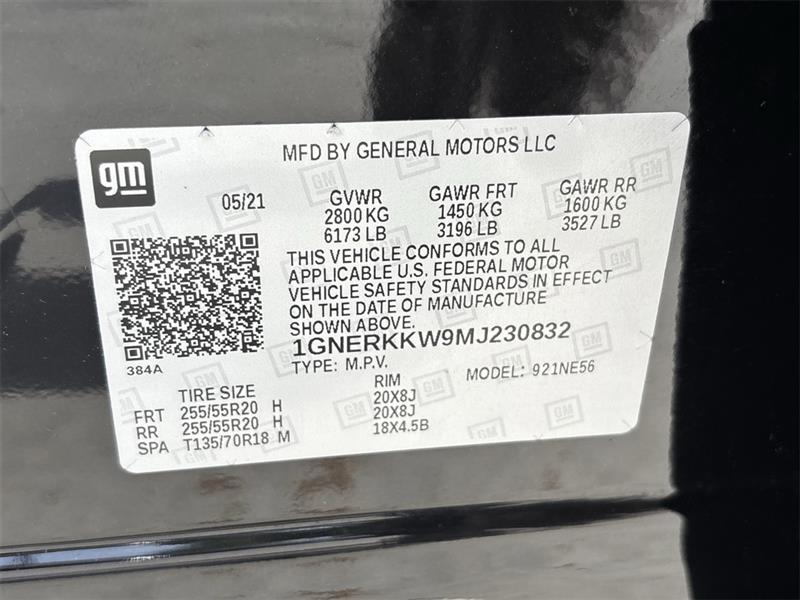 gm
MFD BY GENERAL MOTORS LLC
05/21
GVWR GAWR FRT GAWR RR
2800 KG 1450 KG 1600 KG
6173 LB 3196 LB 3527 LB
THIS VEHICLE CONFORMS TO ALL
APPLICABLE U.S. FEDERAL MOTOR
VEHICLE SAFETY STANDARDS IN EFFECT
ON THE DATE OF MANUFACTURE
SHOWN ABOVE.
384A
1GNERKKW9MJ230832
TYPE: M.P.V. MODEL: 921NE56
TIRE SIZE RIM
FRT 255/55R20 H 20X8J
RR 255/55R20 H 20X8J
SPA T135/70R18 M 18X4.5B